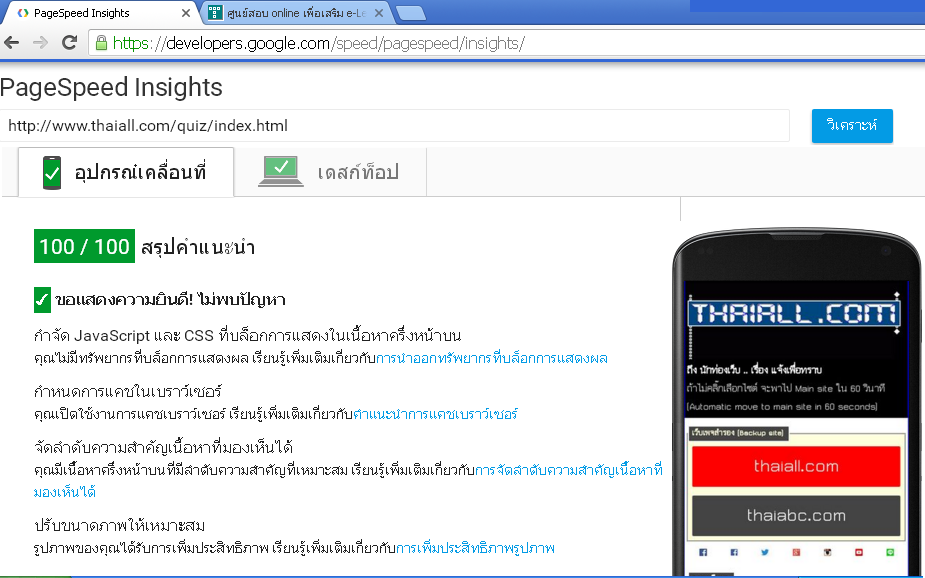 PageSpeed Insights
ศูนย์สอบ online เพื่อเสริม e-Le
https://developers.google.com/speed/pagespeed/insights/
PageSpeed Insights
http://www.thaiall.com/quiz/index.html
วิเคราะห์
อุปกรณ์เคลื่อนที่
เดสก์ท็อป
100 / 100 สรุปคำแนะนำ
ขอแสดงความยินดี! ไม่พบปัญหา
กำจัด JavaScript และ CSS ที่บล็อกการแสดงในเนื้อหาครึ่งหน้าบน
คุณไม่มีทรัพยากรที่บล็อกการแสดงผล เรียนรู้เพิ่มเติมเกี่ยวกับการนำออกทรัพยากรที่บล็อกการแสดงผล
กำหนดการแคชในเบราว์เซอร์
คุณเปิดใช้งานการแคชเบราว์เซอร์ เรียนรู้เพิ่มเติมเกี่ยวกับคำแนะนำการแคชเบราว์เซอร์
จัดลำดับความสำคัญเนื้อหาที่มองเห็นได้
คุณมีเนื้อหาครึ่งหน้าบนที่มีลำดับความสำคัญที่เหมาะสม เรียนรู้เพิ่มเติมเกี่ยวกับการจัดลำดับความสำคัญเนื้อหาที่
มองเห็นได้
ปรับขนาดภาพให้เหมาะสม
รูปภาพของคุณได้รับการเพิ่มประสิทธิภาพ เรียนรู้เพิ่มเติมเกี่ยวกับการเพิ่มประสิทธิภาพรูปภาพ
THAIALL.COM
ถึง นักท่องเว็บ .. เรื่อง แจ้งเพื่อทราบ
ถ้าไม่คลิ๊กเลือกไซต์ จะพาไป Main site ใน 60 วินาที
(Automatic move to main site in 60 seconds)
เว็บเพจสำรอง (Backup site)
thaiall.com
thaiabc.com